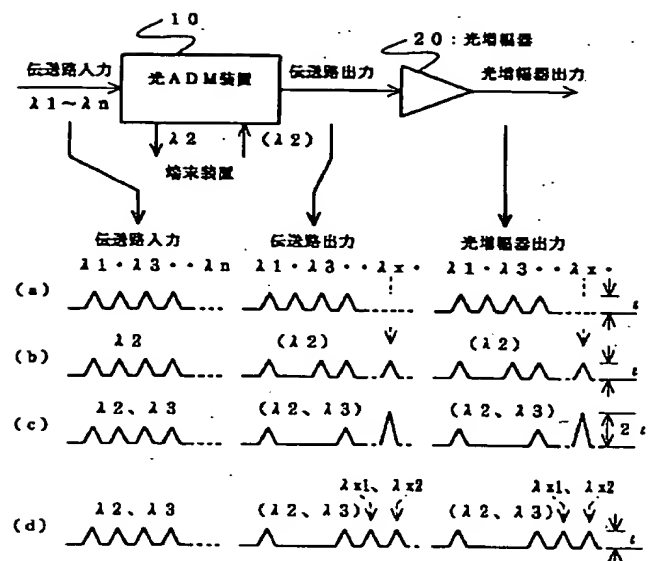 10
20:光増幅器
伝送路入力 光ADM装置 伝送路出力 光増幅器出力
λ1~λn
λ2 (λ2)
端末装置
伝送路入力 伝送路出力 光増幅器出力
λ1・λ3・・λn λ1・λ3・・λx・ λ1・λ3・・λx・
(a) ι
λ2 (λ2) (λ2)
(b) ι
λ2、λ3 (λ2、λ3) (λ2、λ3)
(c) 2ι
λx1、λx2 λx1、λx2
λ2、λ3 (λ2、λ3) (λ2、λ3)
(d) ι